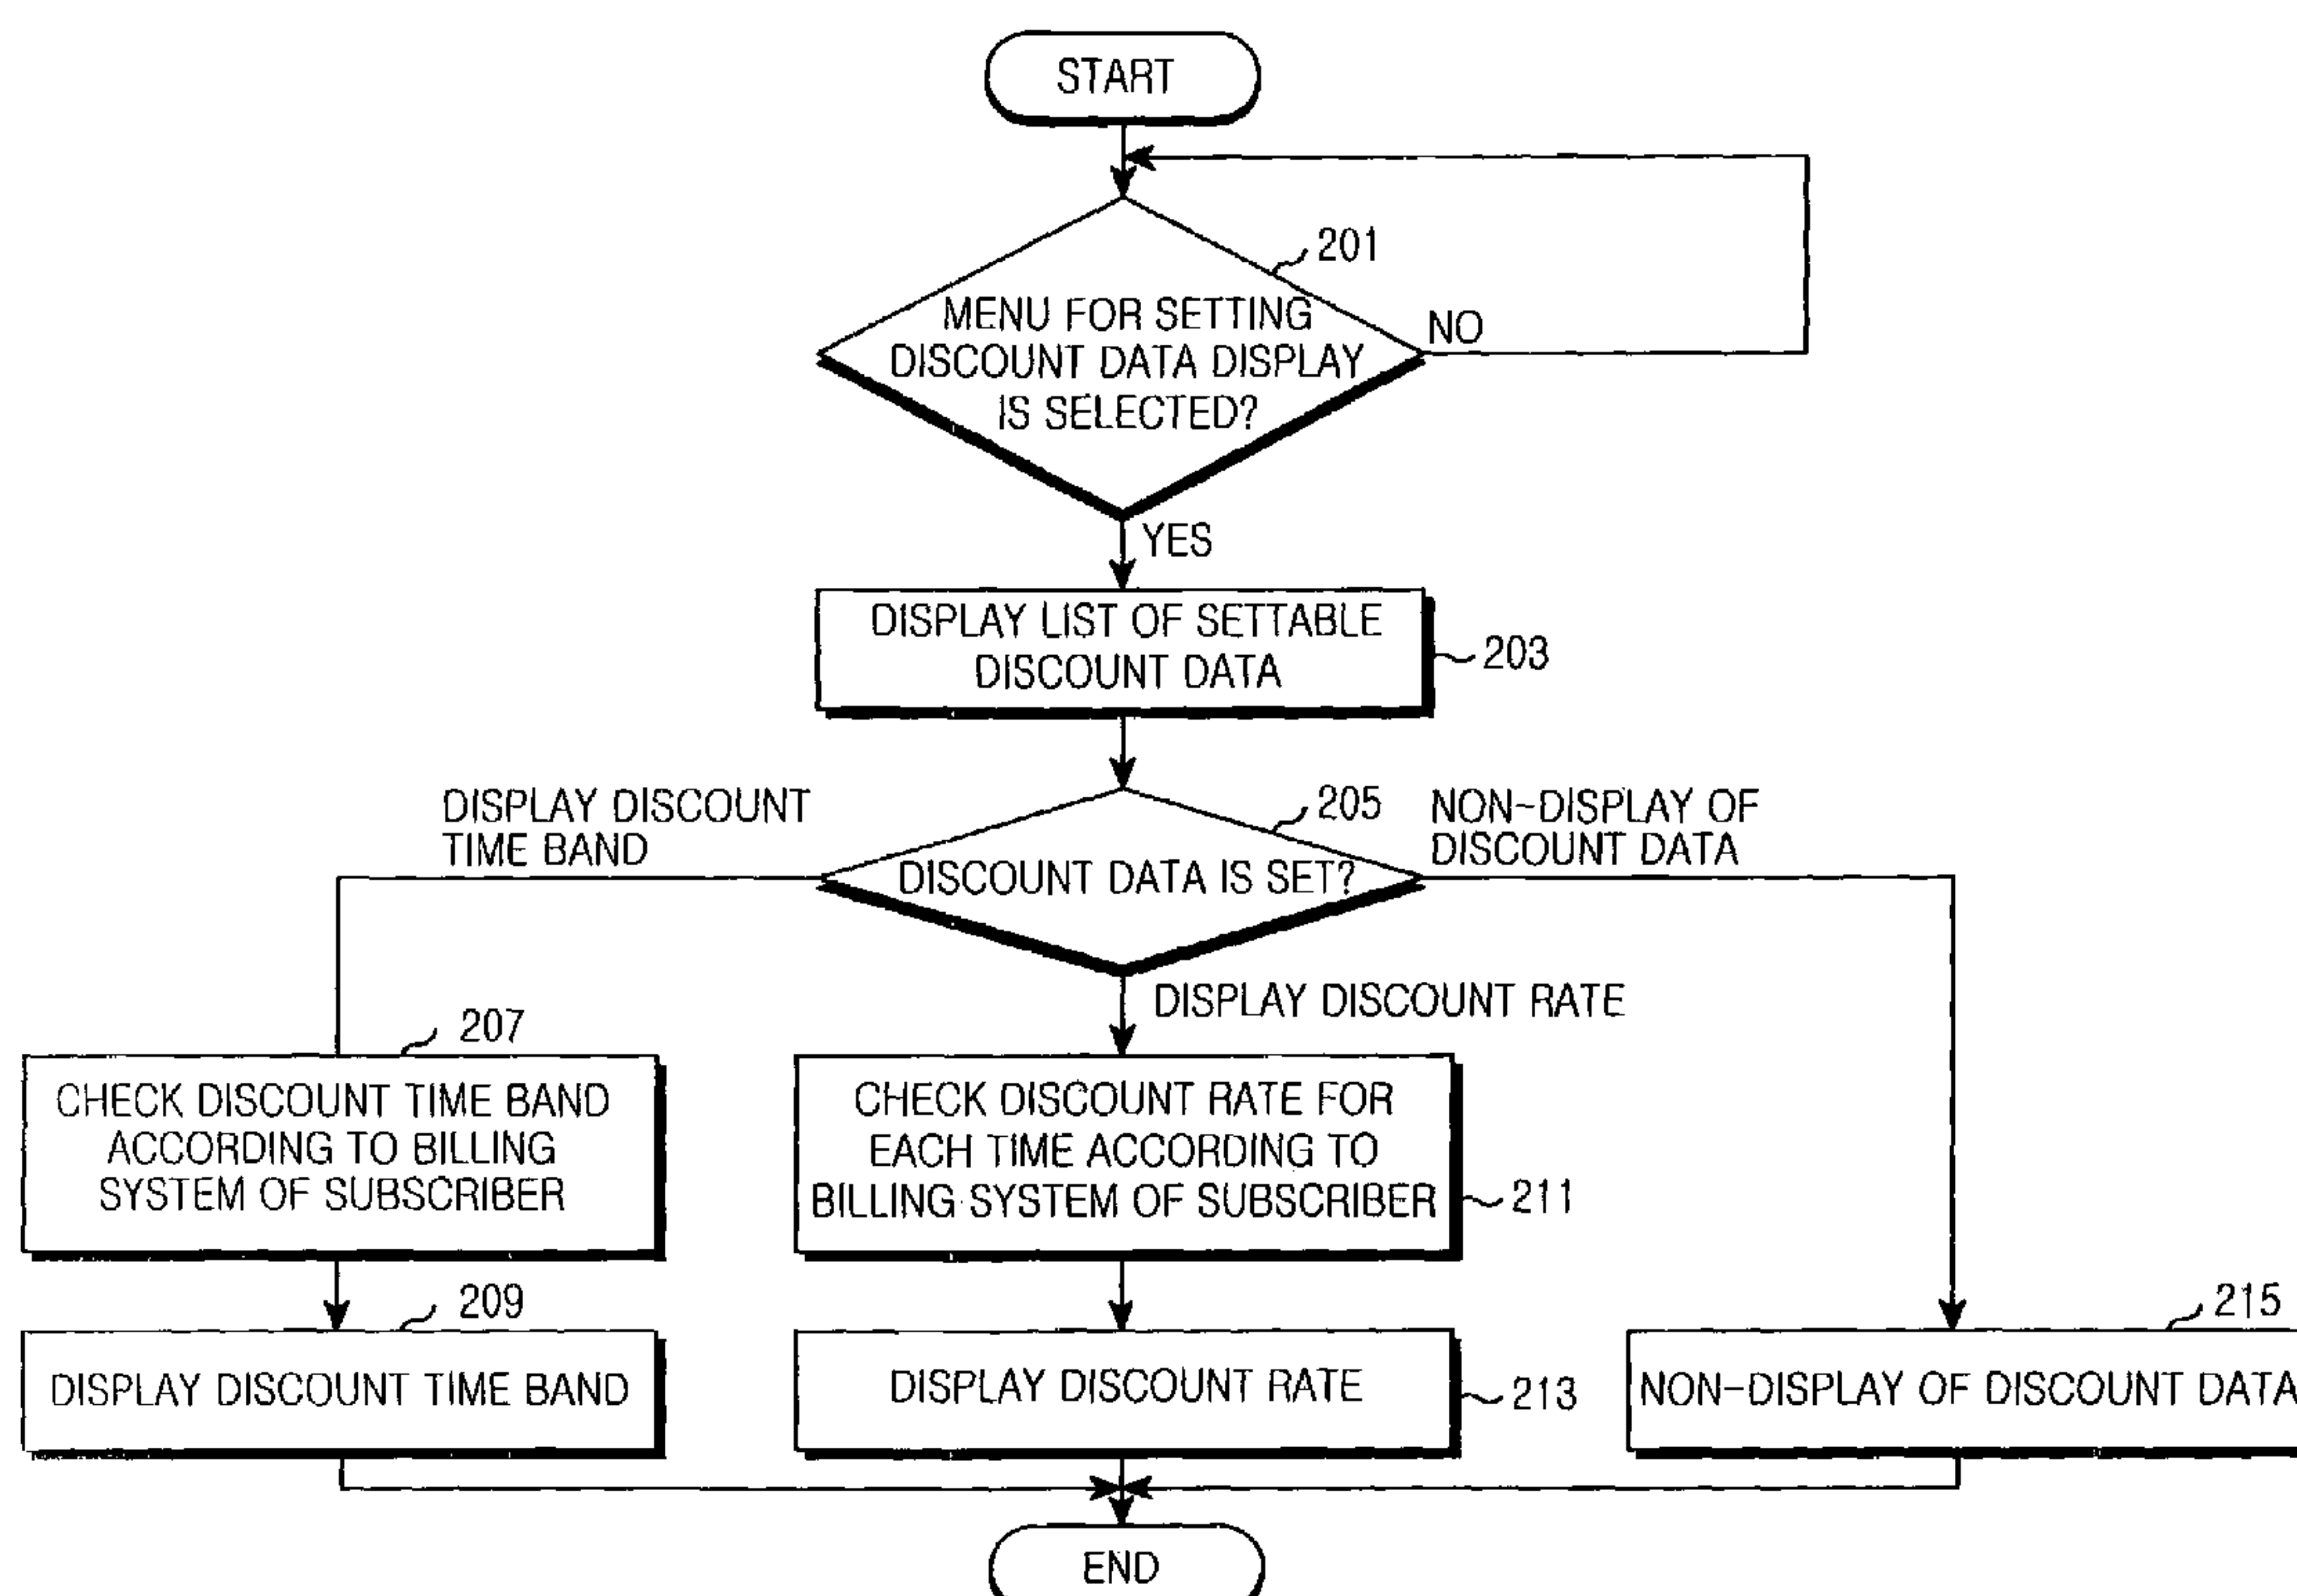 START
201
MENU FOR SETTING
DISCOUNT DATA DISPLAY
IS SELECTED?
NO
YES
DISPLAY LIST OF SETTABLE
DISCOUNT DATA
203
DISPLAY DISCOUNT
TIME BAND
205
NON-DISPLAY OF
DISCOUNT DATA
DISCOUNT DATA IS SET?
DISPLAY DISCOUNT RATE
207
CHECK DISCOUNT TIME BAND
ACCORDING TO BILLING
SYSTEM OF SUBSCRIBER
CHECK DISCOUNT RATE FOR
EACH TIME ACCORDING TO
BILLING SYSTEM OF SUBSCRIBER
211
209
DISPLAY DISCOUNT TIME BAND
DISPLAY DISCOUNT RATE
213
215
NON-DISPLAY OF DISCOUNT DATA
END